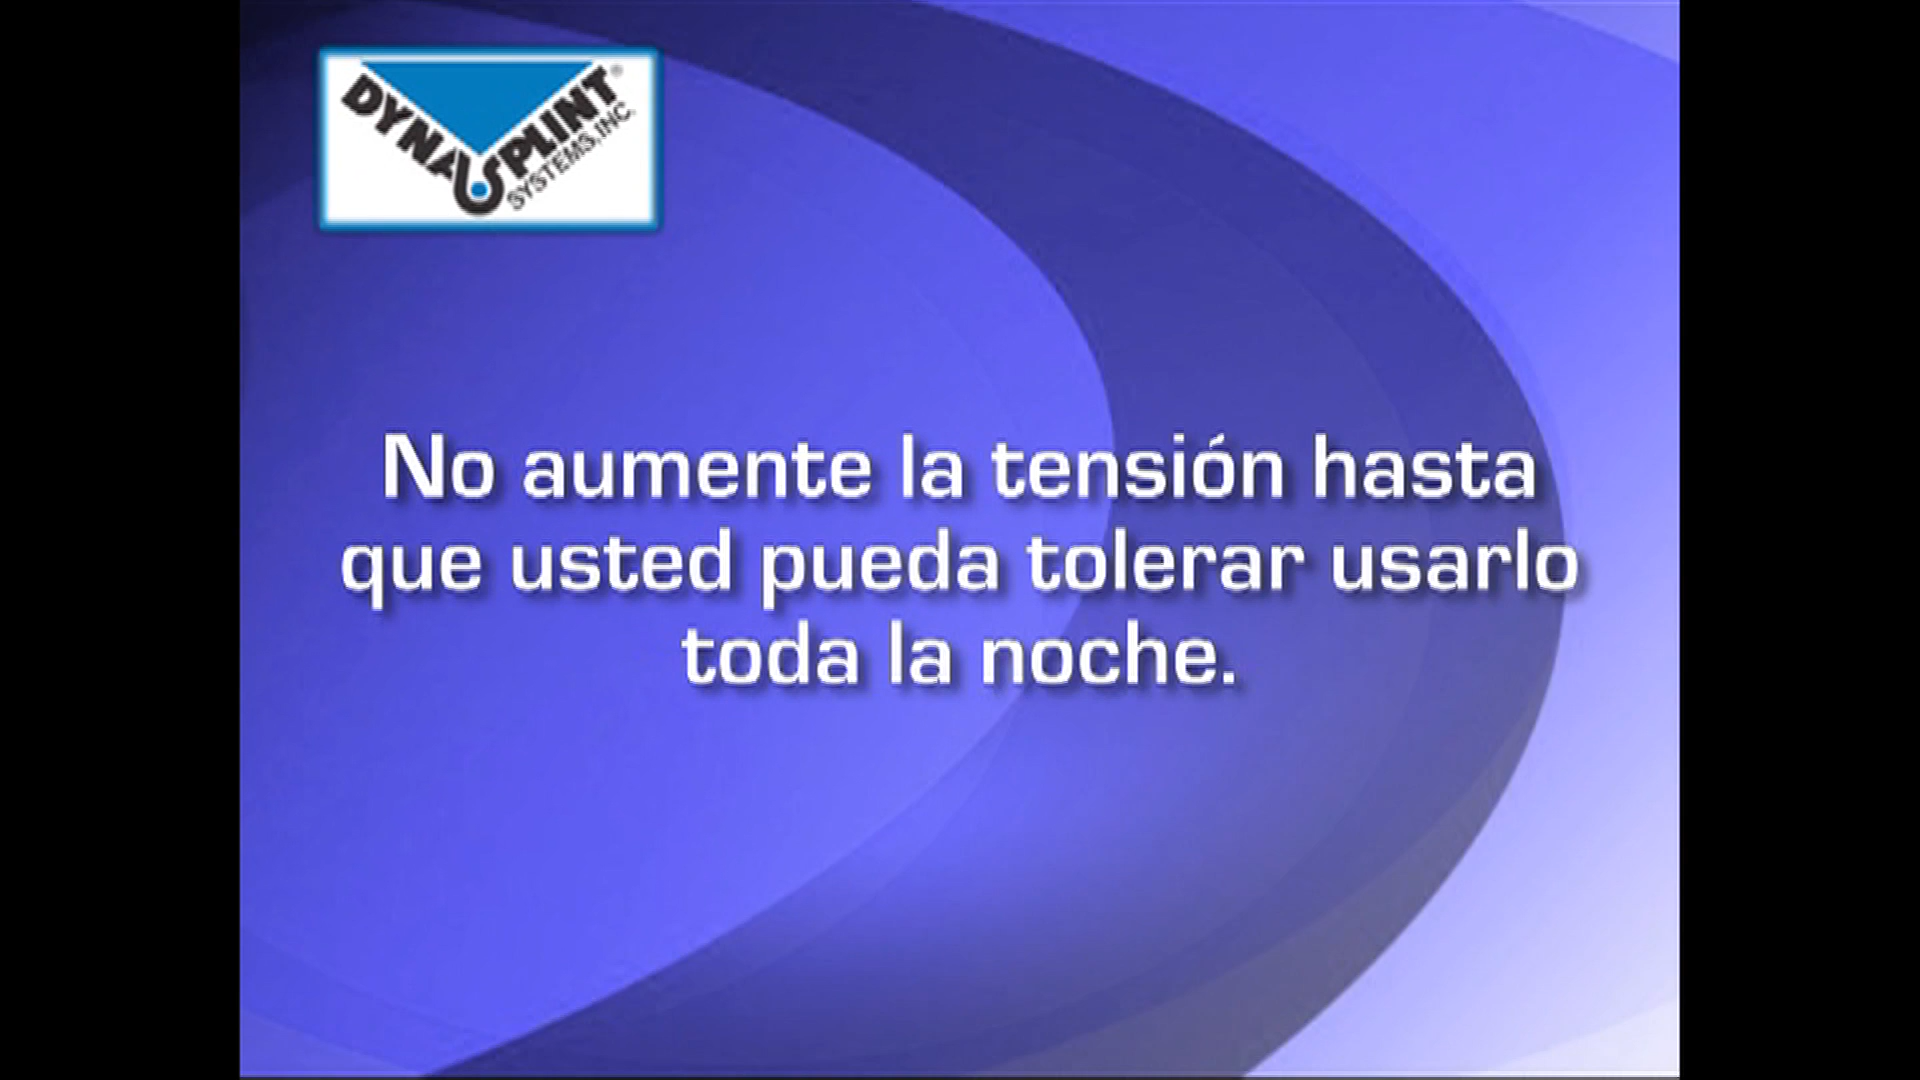 DYNASPLINT®
SYSTEMS, INC.
No aumente la tensión hasta
que usted pueda tolerar usarlo
toda la noche.